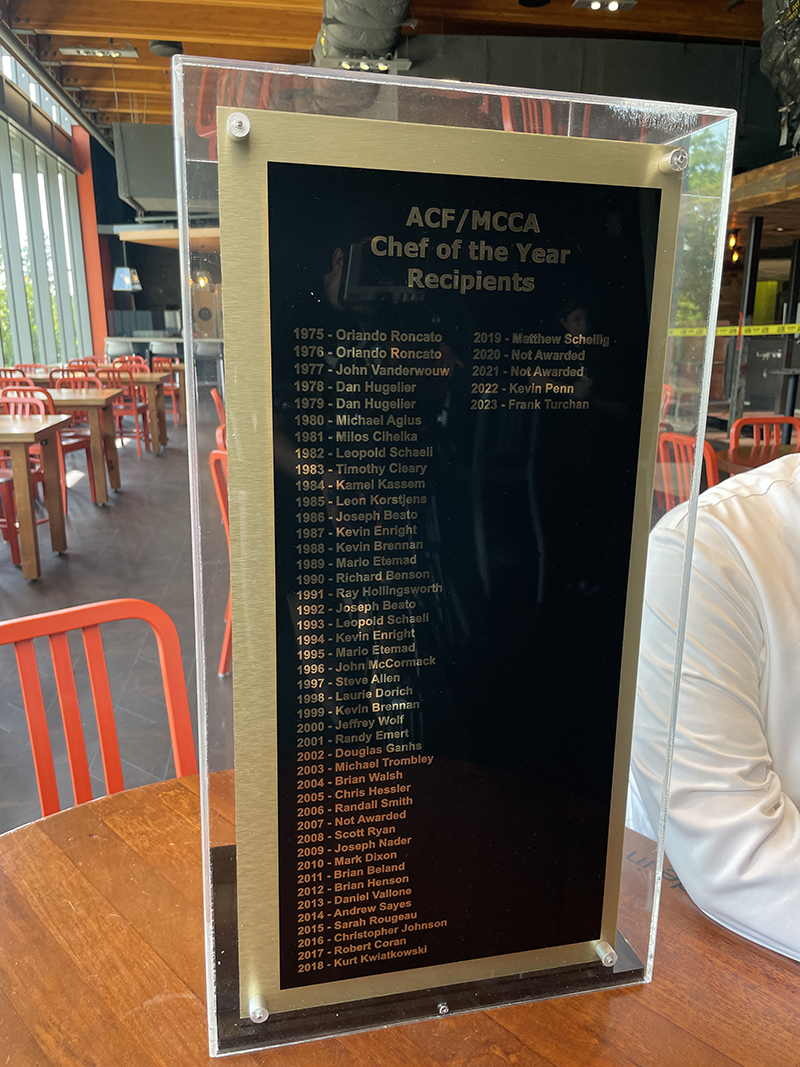 ACF/MCCA
Chef of the Year
Recipients
1975 - Orlando Roncato
1976 - Orlando Roncato
1977 - John Vanderwouw
1978 - Dan Hugelier
1979 - Dan Hugelier
1980 - Michael Agius
1981 - Milos Cihelka
1982 - Leopold Schaeli
1983 - Timothy Cleary
1984 - Kamel Kassem
1985 - Leon Korstjens
1986 - Joseph Beato
1987 - Kevin Enright
1988 - Kevin Brennan
1989 - Mario Etemad
1990 - Richard Benson
1991 - Ray Hollingsworth
1992 - Joseph Beato
1993 - Leopold Schaeli
1994 - Kevin Enright
1995 - Mario Etemad
1996 - John McCormack
1997 - Steve Allen
1998 - Laurie Dorich
1999 - Kevin Brennan
2000 - Jeffrey Wolf
2001 - Randy Emert
2002 - Douglas Ganhs
2003 - Michael Trombley
2004 - Brian Walsh
2005 - Chris Hessler
2006 - Randall Smith
2007 - Not Awarded
2008 - Scott Ryan
2009 - Joseph Nader
2010 - Mark Dixon
2011 - Brian Beland
2012 - Brian Henson
2013 - Daniel Vallone
2014 - Andrew Sayes
2015 - Sarah Rougeau
2016 - Christopher Johnson
2017 - Robert Coran
2018 - Kurt Kwiatkowski
2019 - Matthew Schellig
2020 - Not Awarded
2021 - Not Awarded
2022 - Kevin Penn
2023 - Frank Turchan